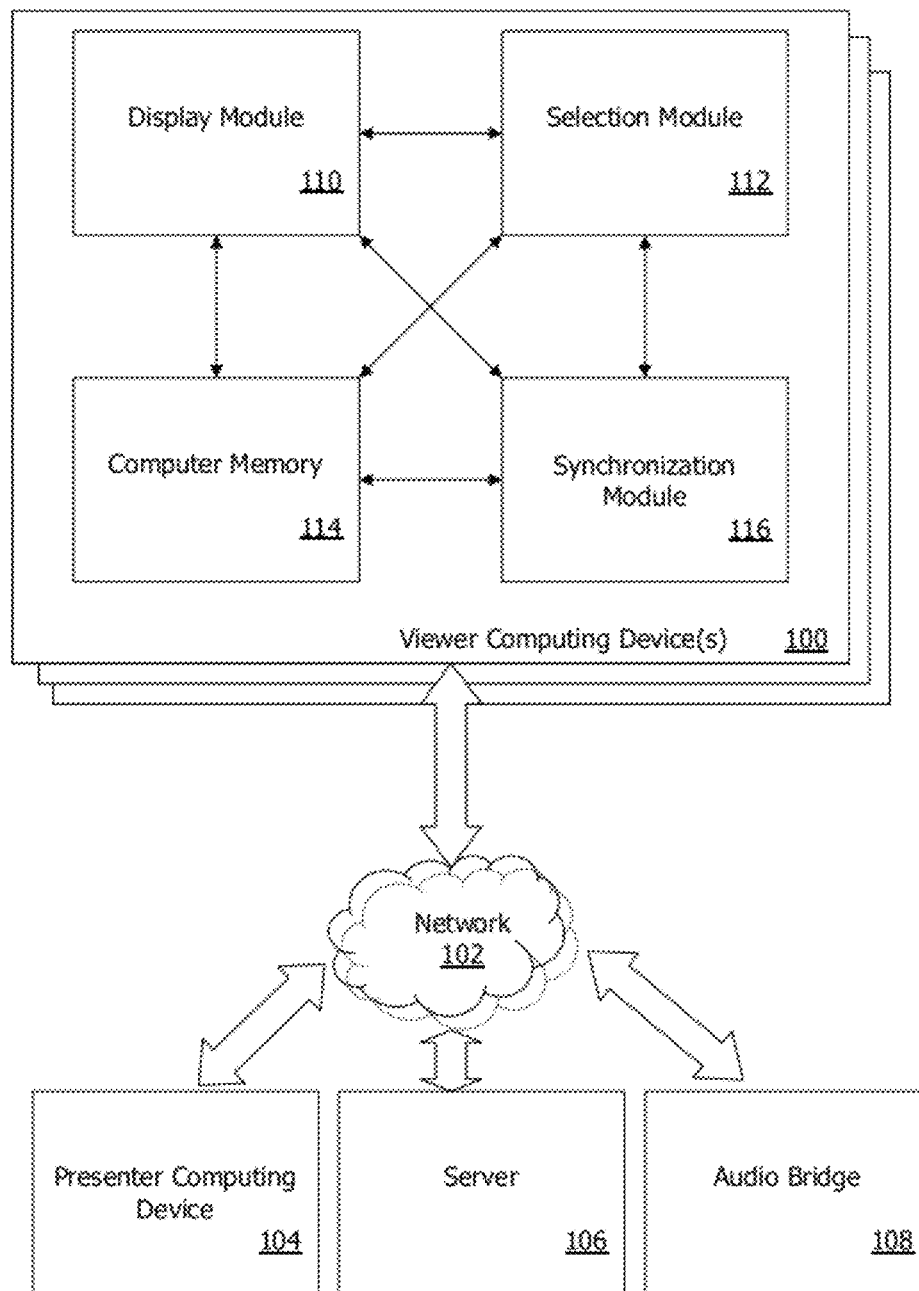 Display Module
110
Selection Module
112
Computer Memory
114
Synchronization
Module
116
Viewer Computing Device(s) 100
Network
102
Presenter Computing
Device
104
Server
106
Audio Bridge
108